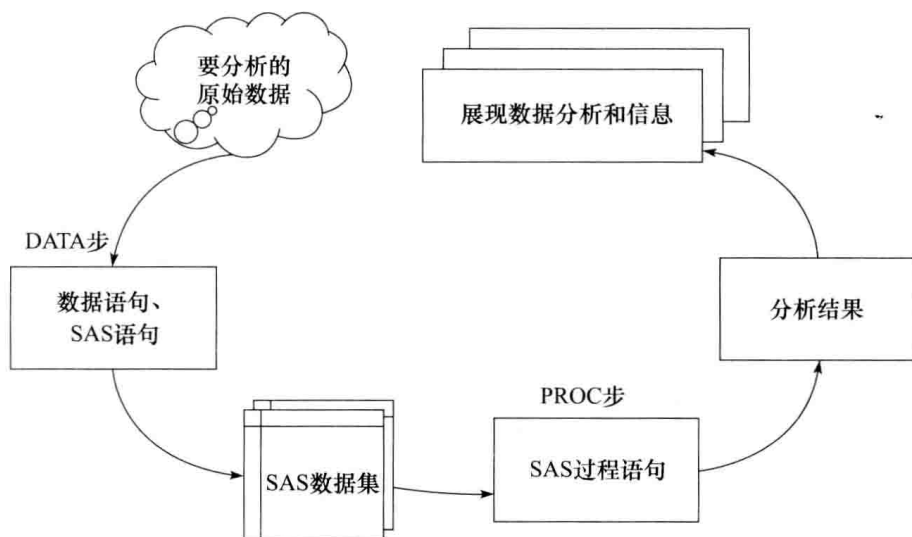 要分析的
原始数据
展现数据分析和信息
DATA步
数据语句、
SAS语句
分析结果
PROC步
SAS数据集
SAS过程语句